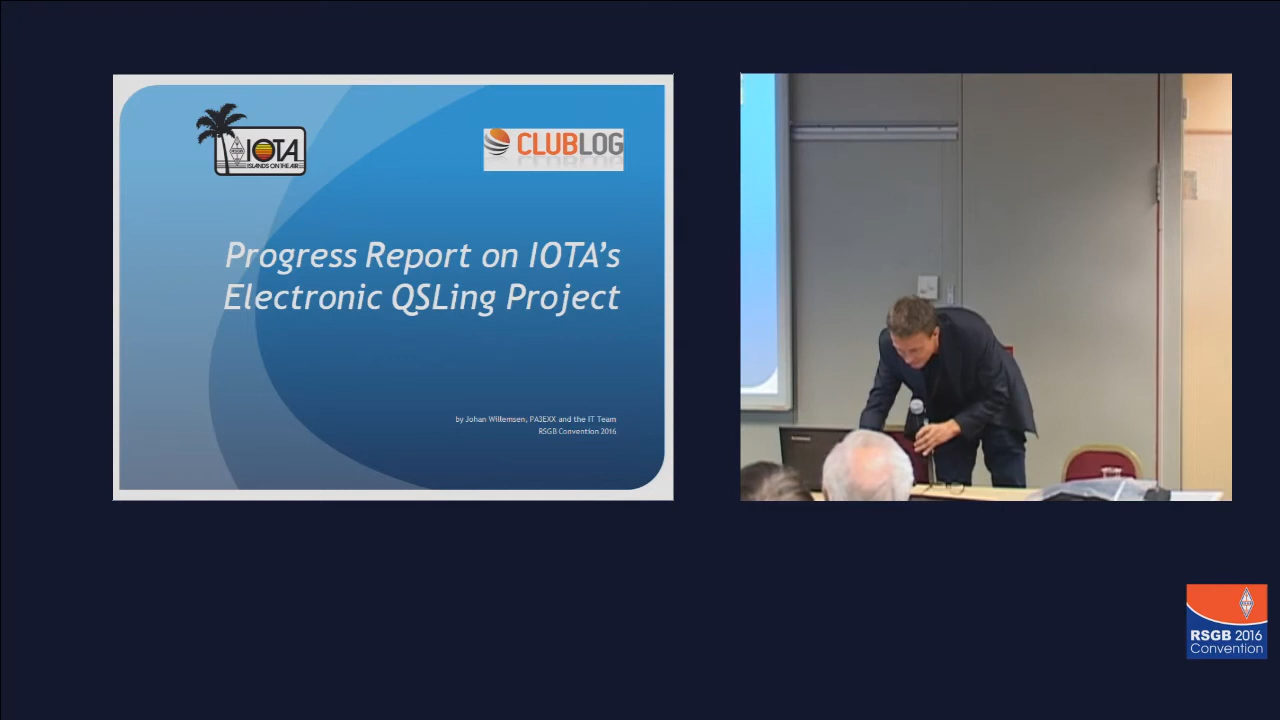 IOTA
ISLANDS ON THE AIR
CLUBLOG
Progress Report on IOTA's
Electronic QSLing Project
by Johan Willemsen, PA3EXX and the IT Team
RSGB Convention 2016
RSGB 2016
Convention